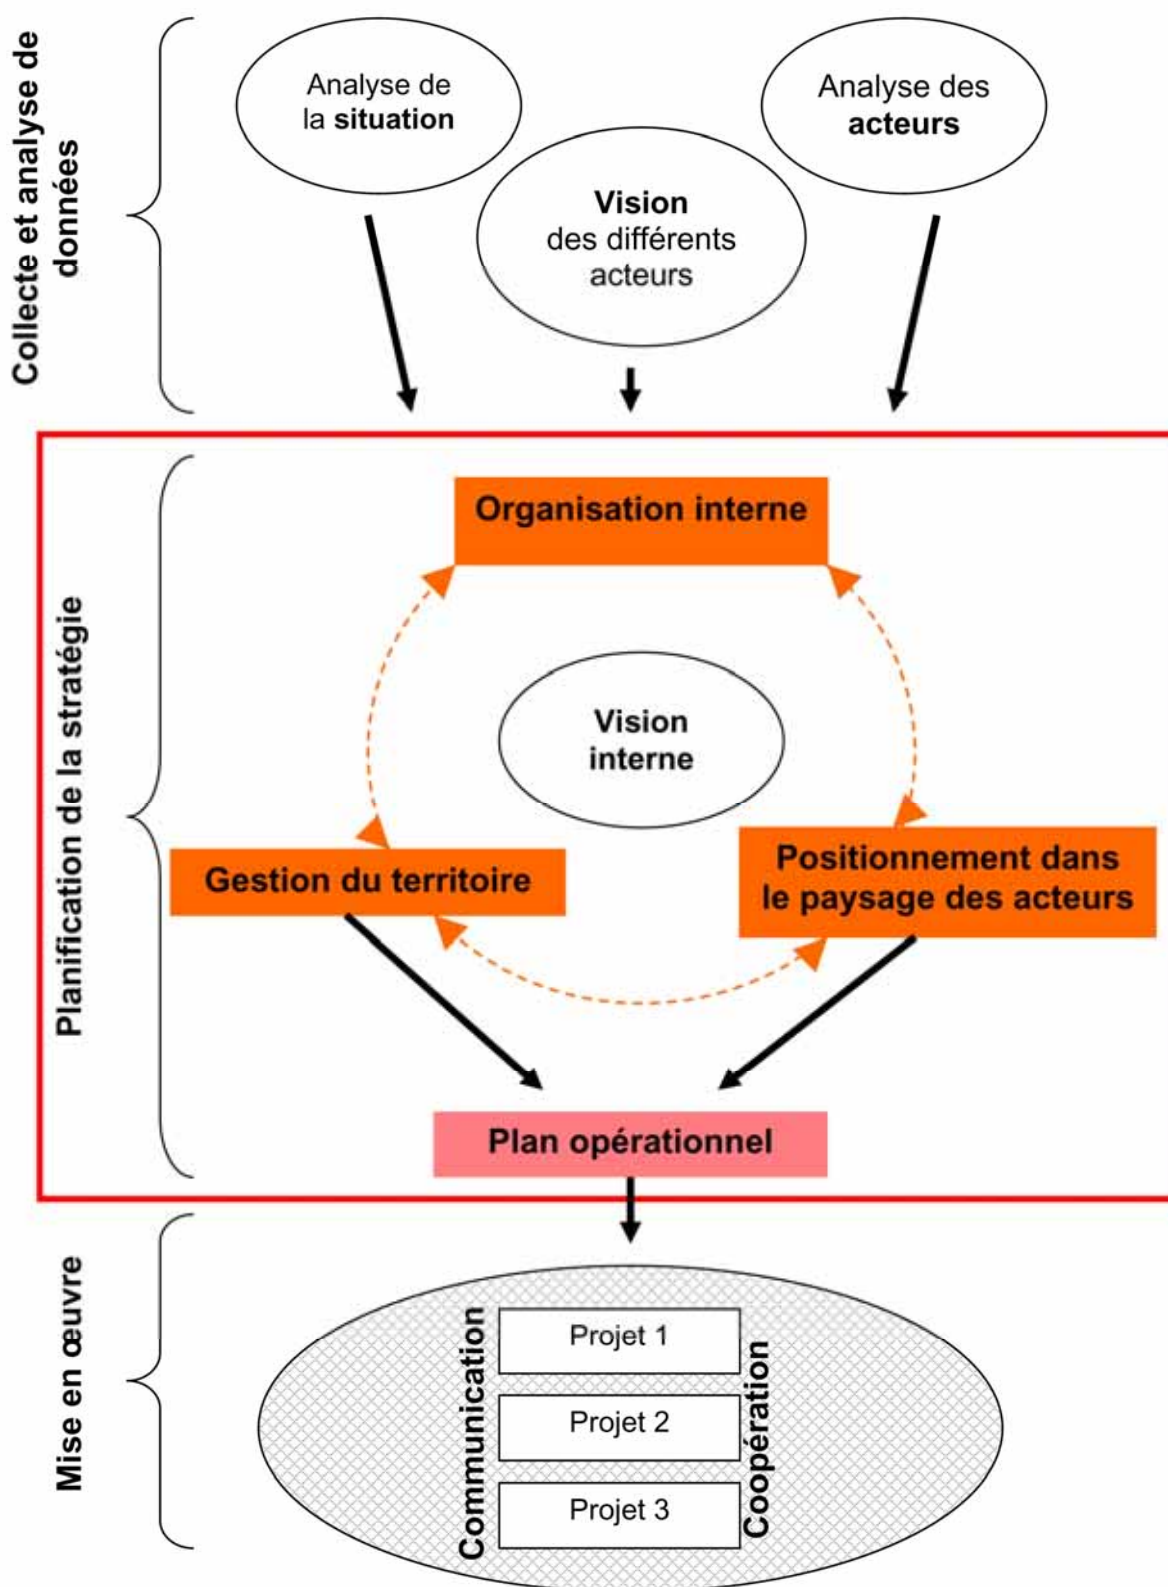 Collecte et analyse de
données
Analyse de
la situation
Vision
des différents
acteurs
Analyse des
acteurs
Planification de la stratégie
Organisation interne
Vision
interne
Gestion du territoire
Positionnement dans
le paysage des acteurs
Plan opérationnel
Mise en œuvre
Communication
Projet 1
Projet 2
Projet 3
Coopération